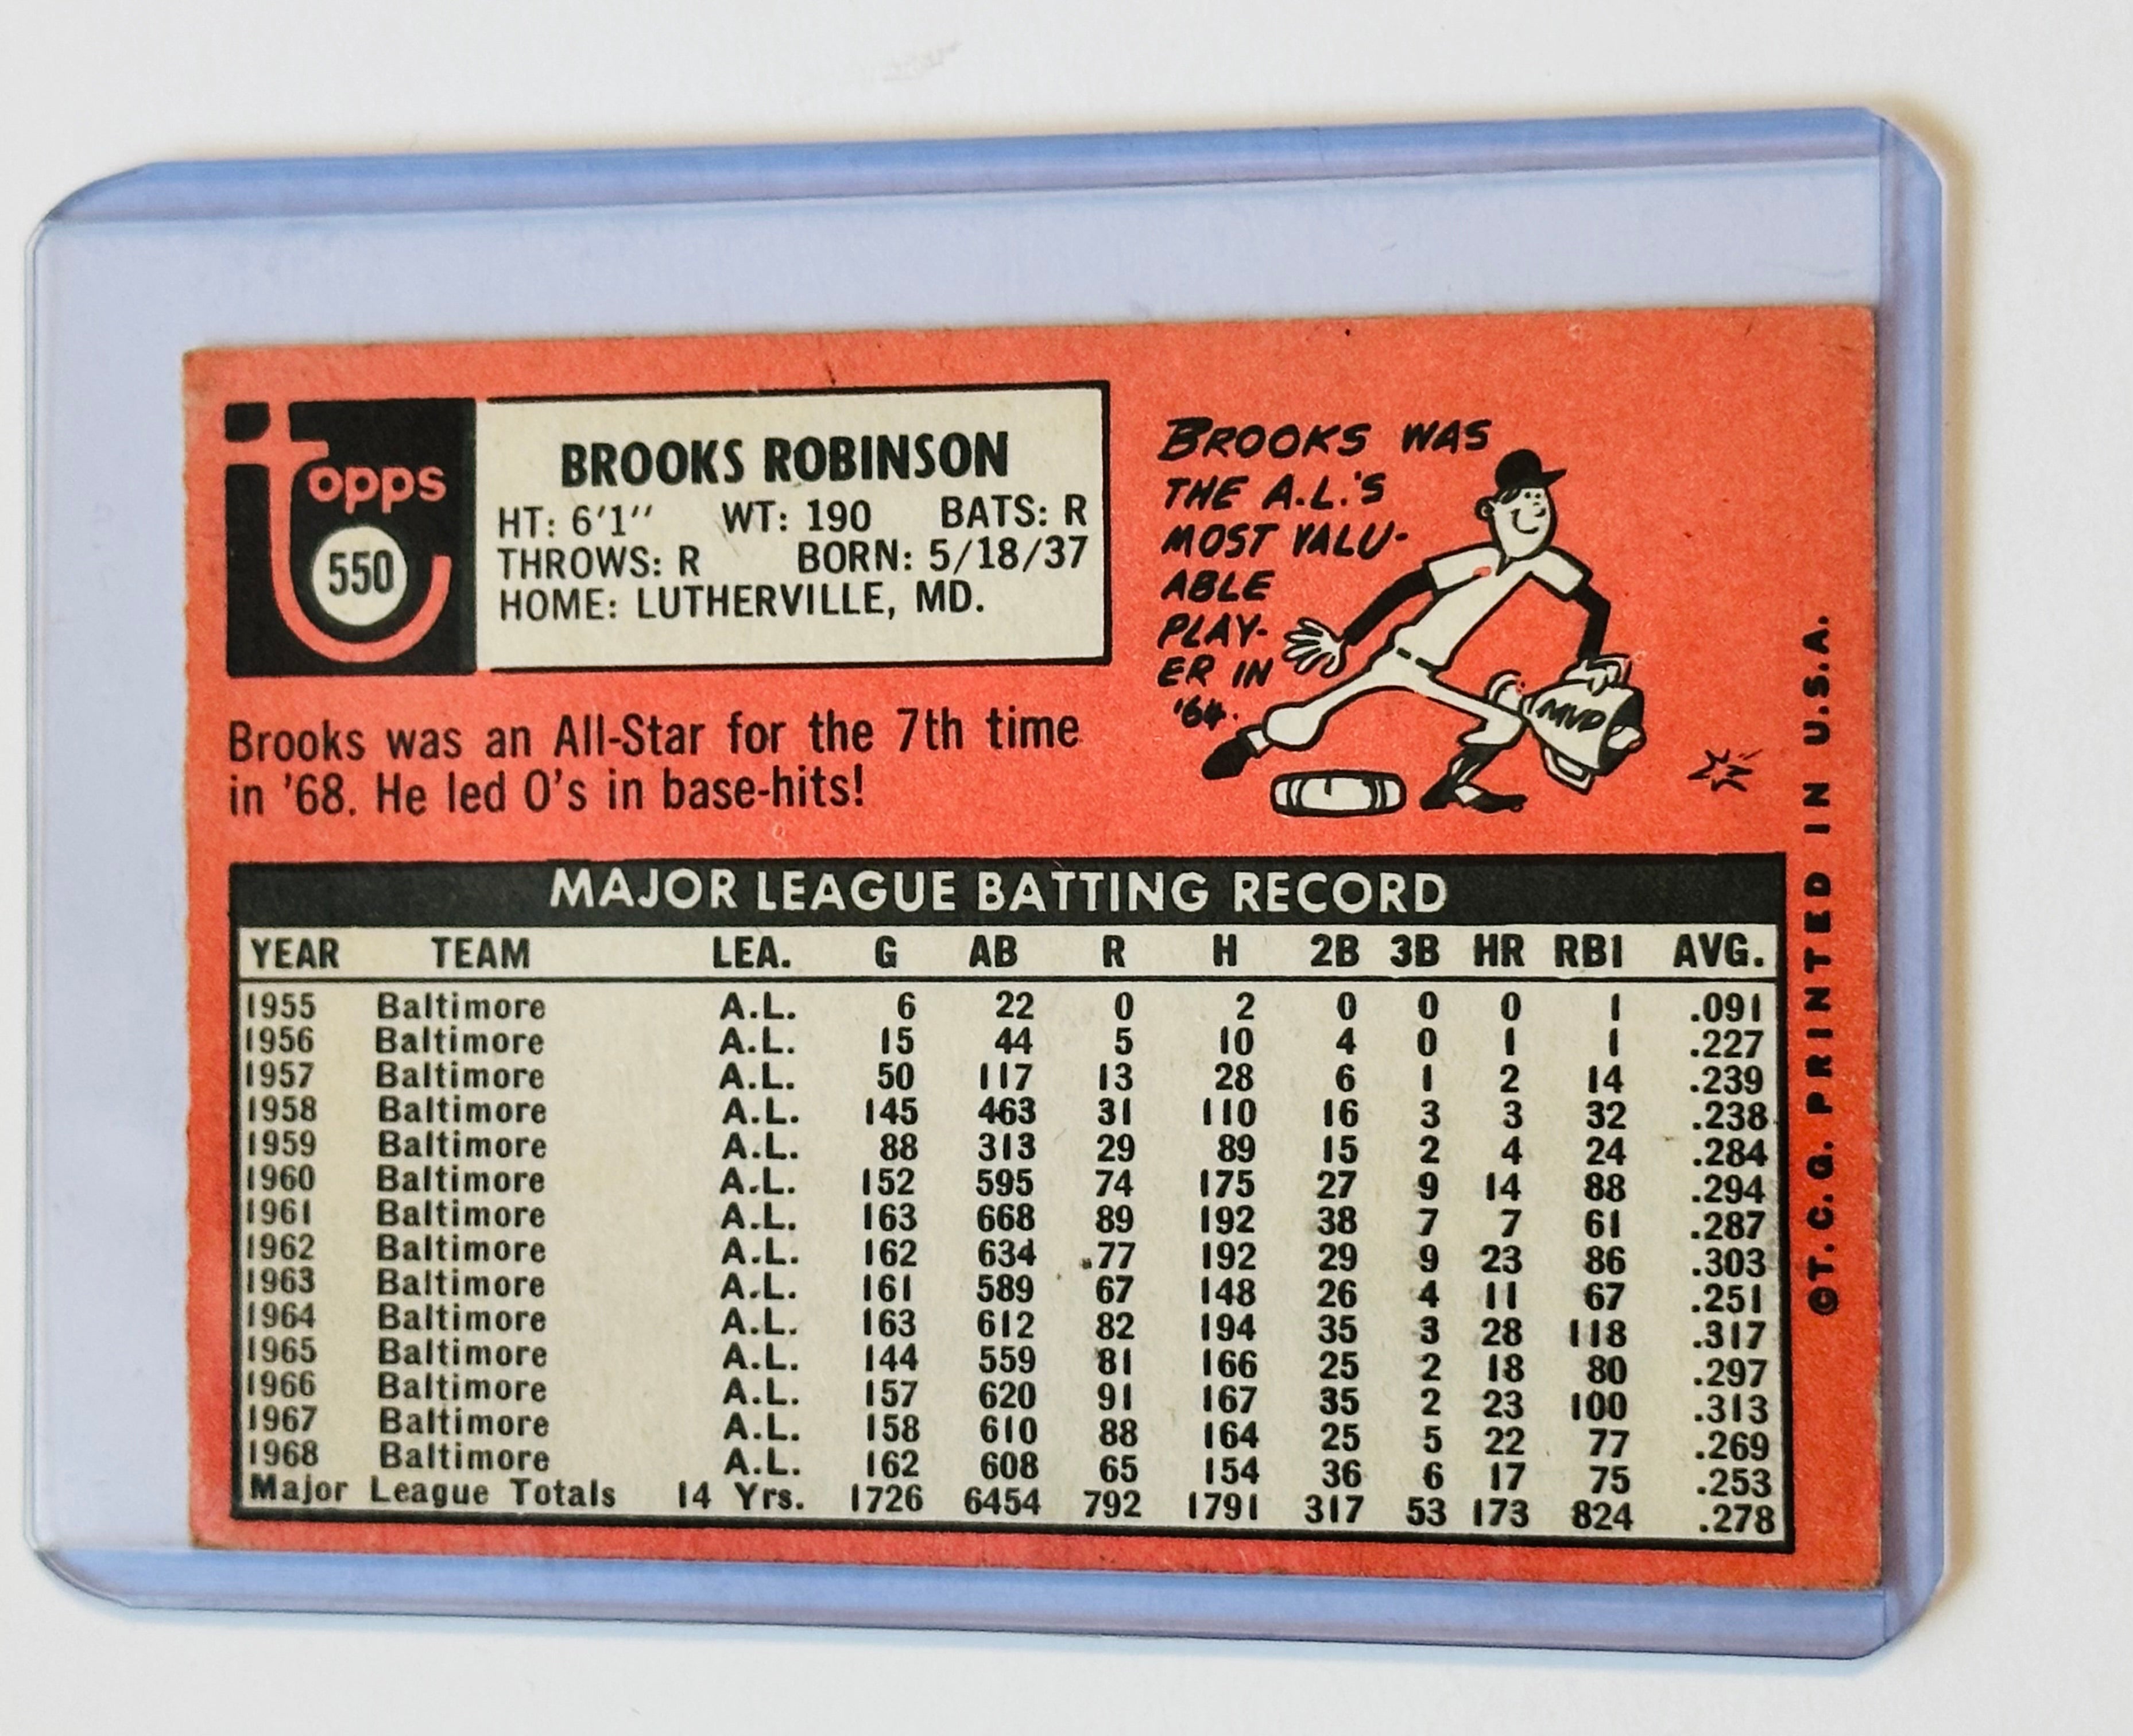 Topps
550
BROOKS ROBINSON
HT: 6'1" WT: 190 BATS: R
THROWS: R BORN: 5/18/37
HOME: LUTHERVILLE, MD.
BROOKS WAS
THE A.L.'S
MOST VALU-
ABLE
PLAY-
ER IN
'64.
MVP
Brooks was an All-Star for the 7th time
in '68. He led O's in base-hits!
MAJOR LEAGUE BATTING RECORD
YEAR TEAM LEA. G AB R H 2B 3B HR RBI AVG.
1955 Baltimore A.L. 6 22 0 2 0 0 0 1 .091
1956 Baltimore A.L. 15 44 5 10 4 0 1 1 .227
1957 Baltimore A.L. 50 117 13 28 6 1 2 14 .239
1958 Baltimore A.L. 145 463 31 110 16 3 3 32 .238
1959 Baltimore A.L. 88 313 29 89 15 2 4 24 .284
1960 Baltimore A.L. 152 595 74 175 27 9 14 88 .294
1961 Baltimore A.L. 163 668 89 192 38 7 7 61 .287
1962 Baltimore A.L. 162 634 77 192 29 9 23 86 .303
1963 Baltimore A.L. 161 589 67 148 26 4 11 67 .251
1964 Baltimore A.L. 163 612 82 194 35 3 28 118 .317
1965 Baltimore A.L. 144 559 81 166 25 2 18 80 .297
1966 Baltimore A.L. 157 620 91 167 35 2 23 100 .313
1967 Baltimore A.L. 158 610 88 164 25 5 22 77 .269
1968 Baltimore A.L. 162 608 65 154 36 6 17 75 .253
Major League Totals 14 Yrs. 1726 6454 792 1791 317 53 173 824 .278
©T.C.G. PRINTED IN U.S.A.